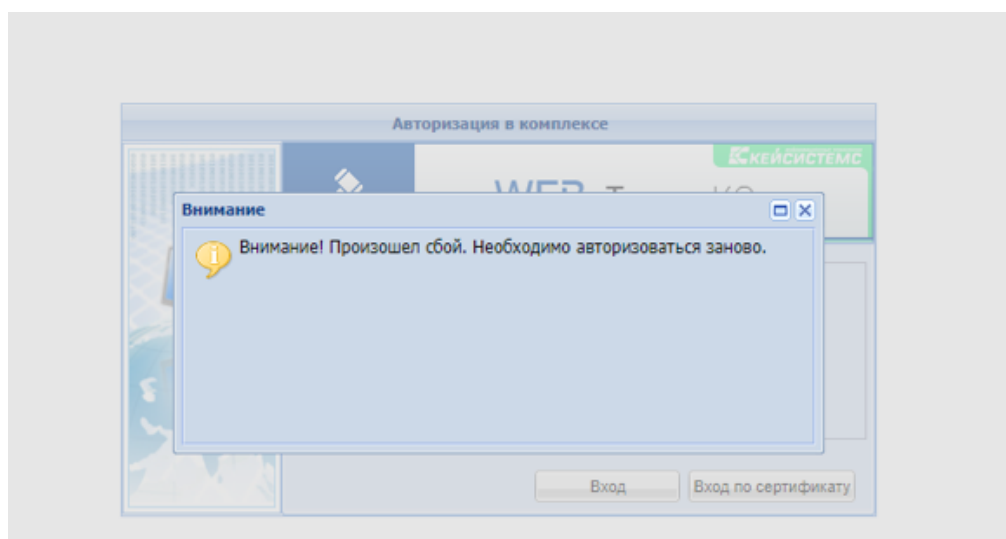 Авторизация в комплексе
КЕЙСИСТЕМС
Внимание
Внимание! Произошел сбой. Необходимо авторизоваться заново.
Вход
Вход по сертификату